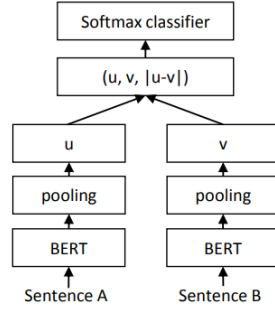 Softmax classifier
(u, v, |u-v|)
u v
pooling pooling
BERT BERT
Sentence A Sentence B